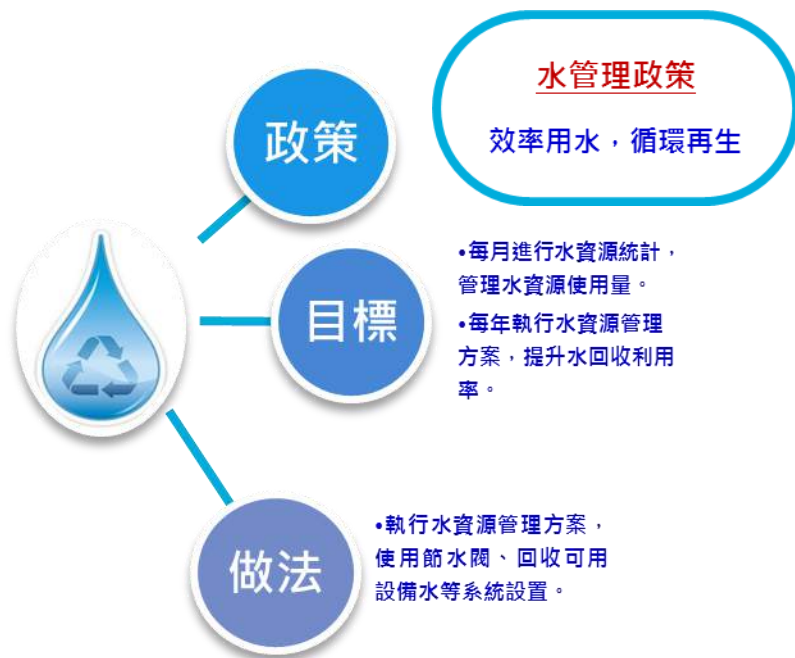 水管理政策
效率用水，循環再生
政策
目標
•每月進行水資源統計，
管理水資源使用量。
•每年執行水資源管理
方案，提升水回收利用
率。
做法
•執行水資源管理方案，
使用節水閥、回收可用
設備水等系統設置。